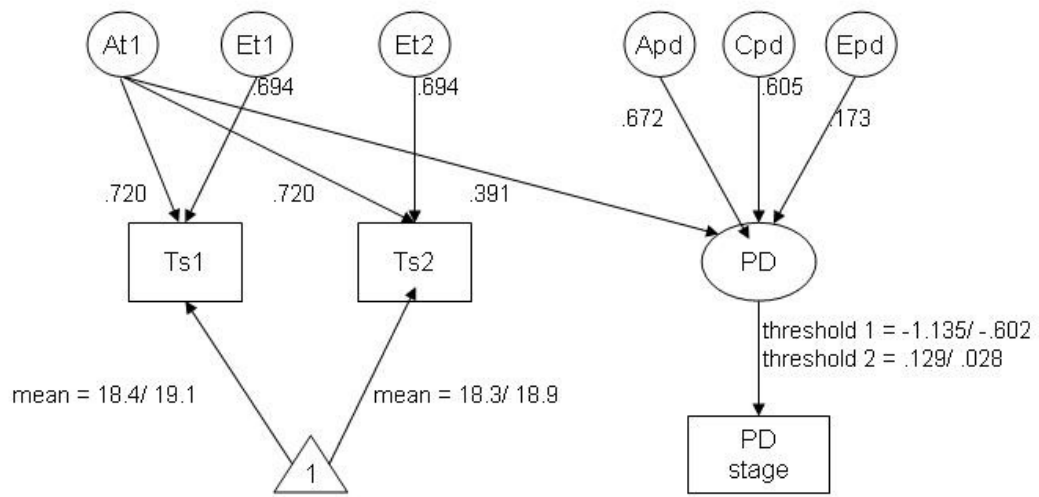 At1 Et1 Et2 Apd Cpd Epd
.694 .694 .605
.672 .173
.720 .720 .391
Ts1 Ts2 PD
threshold 1 = -1.135/ -.602
threshold 2 = .129/ .028
mean = 18.4/ 19.1 mean = 18.3/ 18.9
PD
1 stage